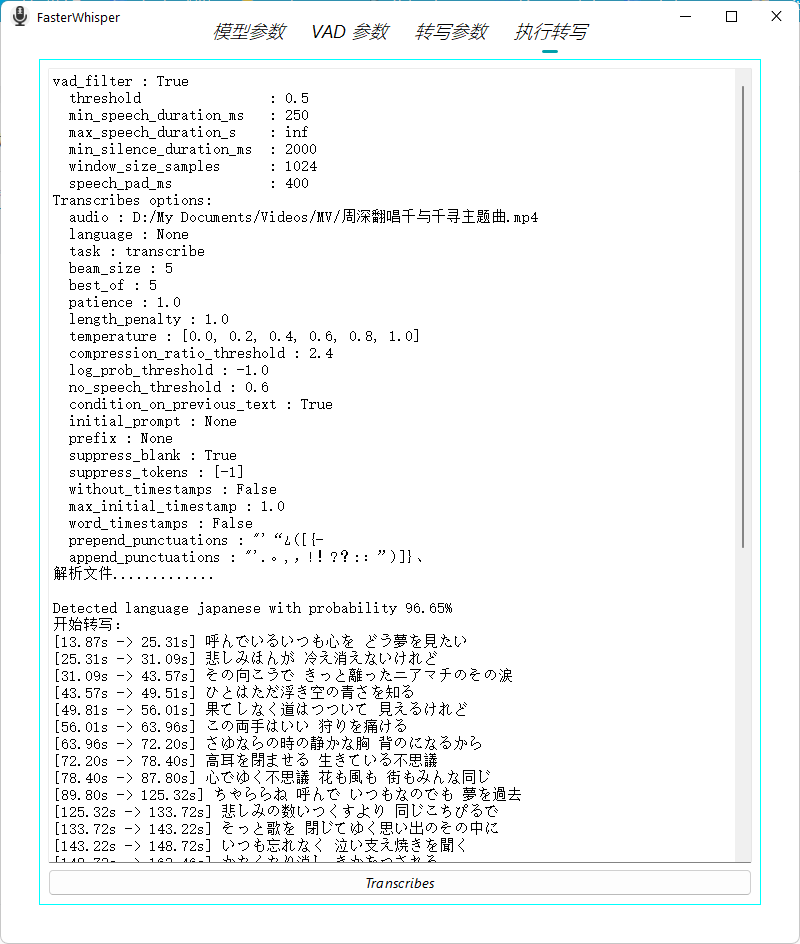 FasterWhisper
模型参数 VAD 参数 转写参数 执行转写
vad_filter : True
threshold : 0.5
min_speech_duration_ms : 250
max_speech_duration_s : inf
min_silence_duration_ms : 2000
window_size_samples : 1024
speech_pad_ms : 400
Transcribes options:
audio : D:/My Documents/Videos/MV/周深翻唱千与千寻主题曲.mp4
language : None
task : transcribe
beam_size : 5
best_of : 5
patience : 1.0
length_penalty : 1.0
temperature : [0.0, 0.2, 0.4, 0.6, 0.8, 1.0]
compression_ratio_threshold : 2.4
log_prob_threshold : -1.0
no_speech_threshold : 0.6
condition_on_previous_text : True
initial_prompt : None
prefix : None
suppress_blank : True
suppress_tokens : [-1]
without_timestamps : False
max_initial_timestamp : 1.0
word_timestamps : False
prepend_punctuations : "'“¿([{-
append_punctuations : "'.。,，!！?？:：”)]}、
解析文件.............
Detected language japanese with probability 96.65%
开始转写：
[13.87s -> 25.31s] 呼んでいるいつも心を どう夢を見たい
[25.31s -> 31.09s] 悲しみほんが 冷え消えないけれど
[31.09s -> 43.57s] その向こうで きっと離ったニアマチのその涙
[43.57s -> 49.51s] ひとはただ浮き空の青さを知る
[49.81s -> 56.01s] 果てしなく道はつついて 見えるけれど
[56.01s -> 63.96s] この両手はいい 狩りを痛ける
[63.96s -> 72.20s] さゆならの時の静かな胸 背のになるから
[72.20s -> 78.40s] 高耳を閉ませる 生きている不思議
[78.40s -> 87.80s] 心でゆく不思議 花も風も 街もみんな同じ
[89.80s -> 125.32s] ちゃららね 呼んで いつもなのでも 夢を過去
[125.32s -> 133.72s] 悲しみの数いつくすより 同じこちびるで
[133.72s -> 143.22s] そっと歌を 閉じてゆく思い出のその中に
[143.22s -> 148.72s] いつも忘れなく 泣い支え焼きを聞く
Transcribes